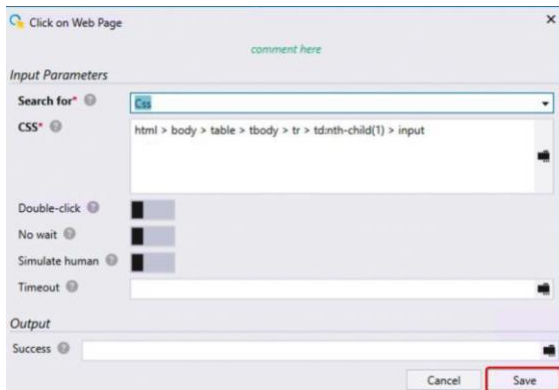 Click on Web Page
comment here
Input Parameters
Search for*
Css
CSS*
html > body > table > tbody > tr > td:nth-child(1) > input
Double-click
No wait
Simulate human
Timeout
Output
Success
Cancel
Save